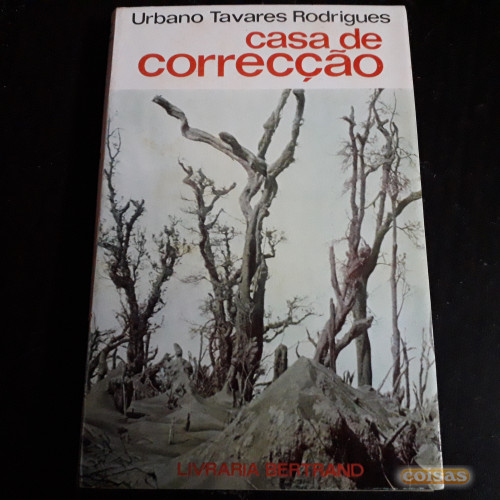 Urbano Tavares Rodrigues
casa de
correcção
LIVRARIA BERTRAND
coisas